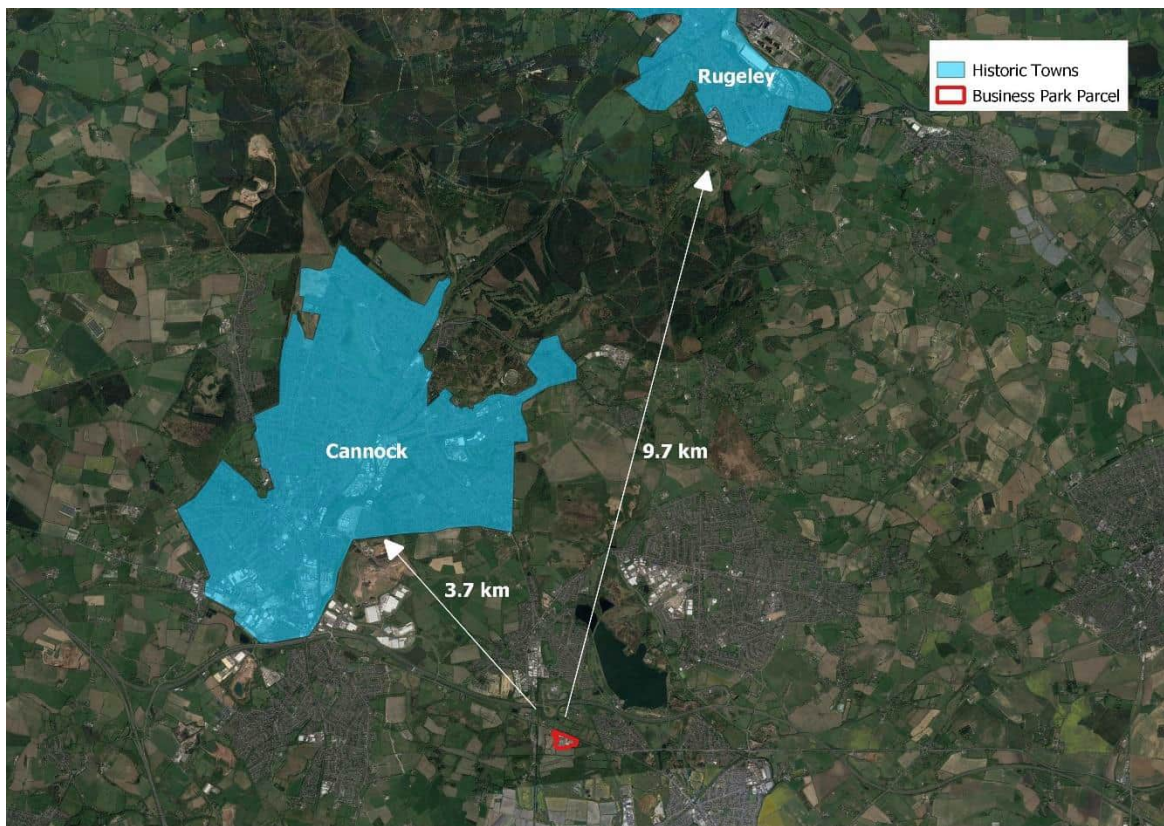 Rugeley
Historic Towns
Business Park Parcel
Cannock
9.7 km
3.7 km